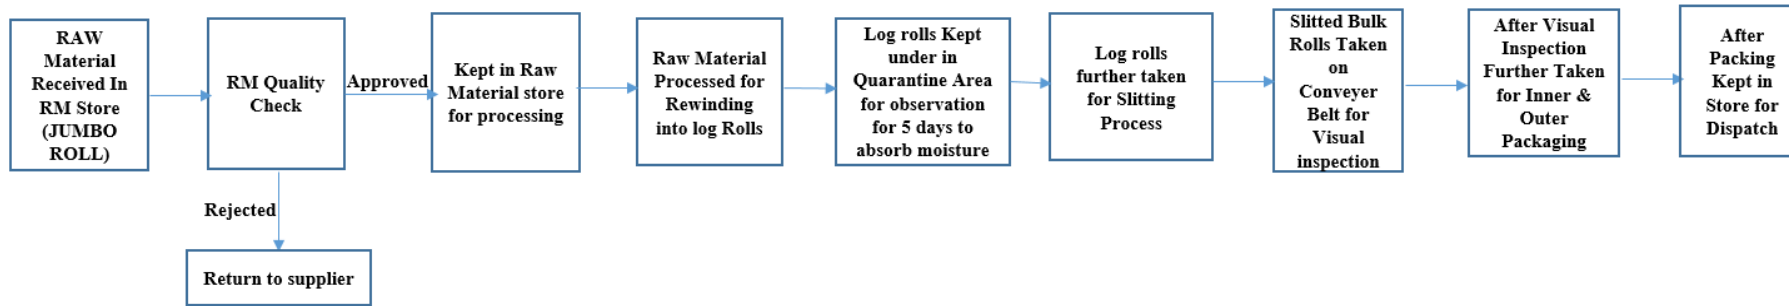 RAW
Material
Received In
RM Store
(JUMBO
ROLL)
RM Quality
Check
Approved
Rejected
Return to supplier
Kept in Raw
Material store
for processing
Raw Material
Processed for
Rewinding
into log Rolls
Log rolls Kept
under in
Quarantine Area
for observation
for 5 days to
absorb moisture
Log rolls
further taken
for Slitting
Process
Slitted Bulk
Rolls Taken
on
Conveyer
Belt for
Visual
inspection
After Visual
Inspection
Further Taken
for Inner &
Outer
Packaging
After
Packing
Kept in
Store for
Dispatch